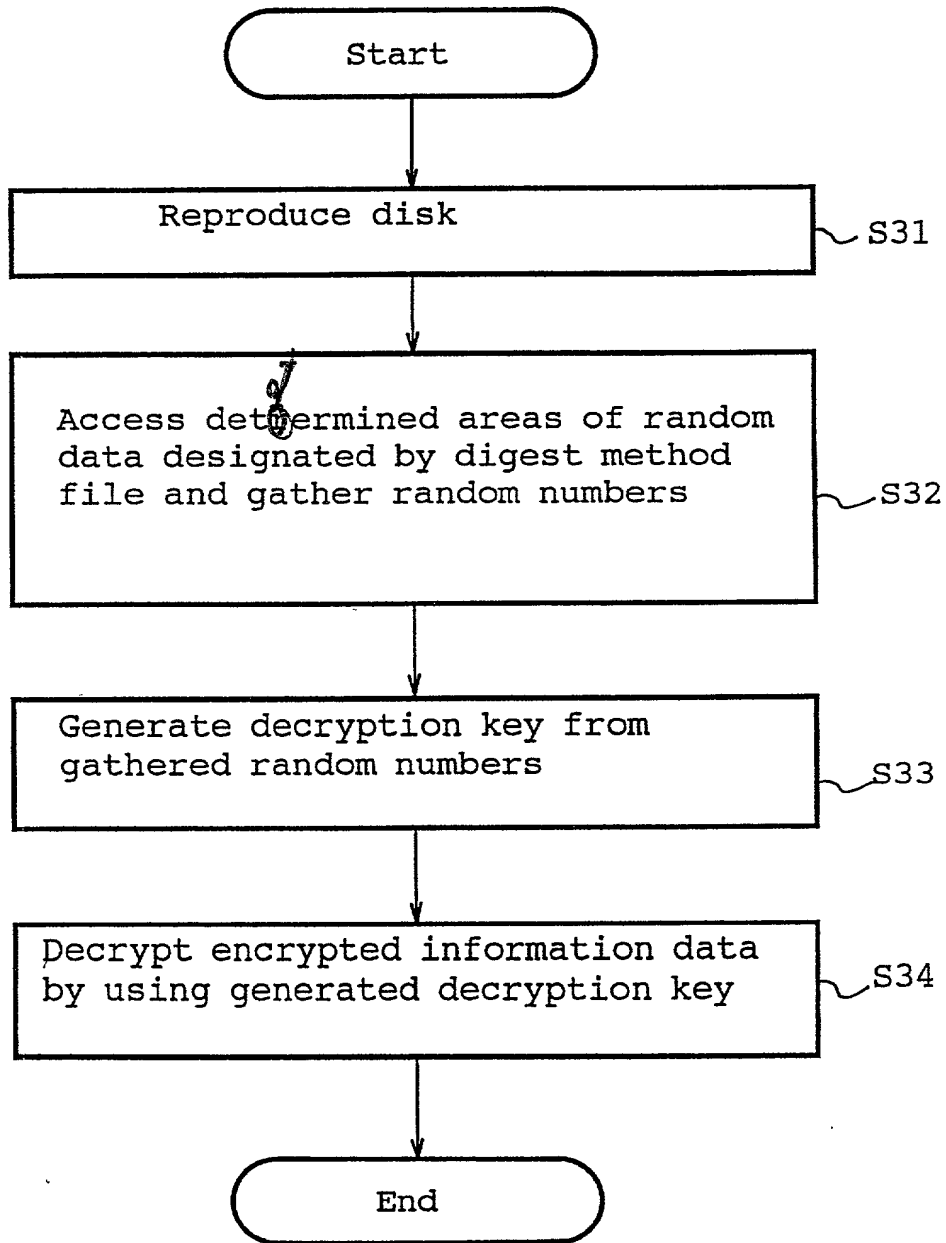 Start
Reproduce disk
S31
Access determined areas of random
data designated by digest method
file and gather random numbers
S32
Generate decryption key from
gathered random numbers
S33
Decrypt encrypted information data
by using generated decryption key
S34
End